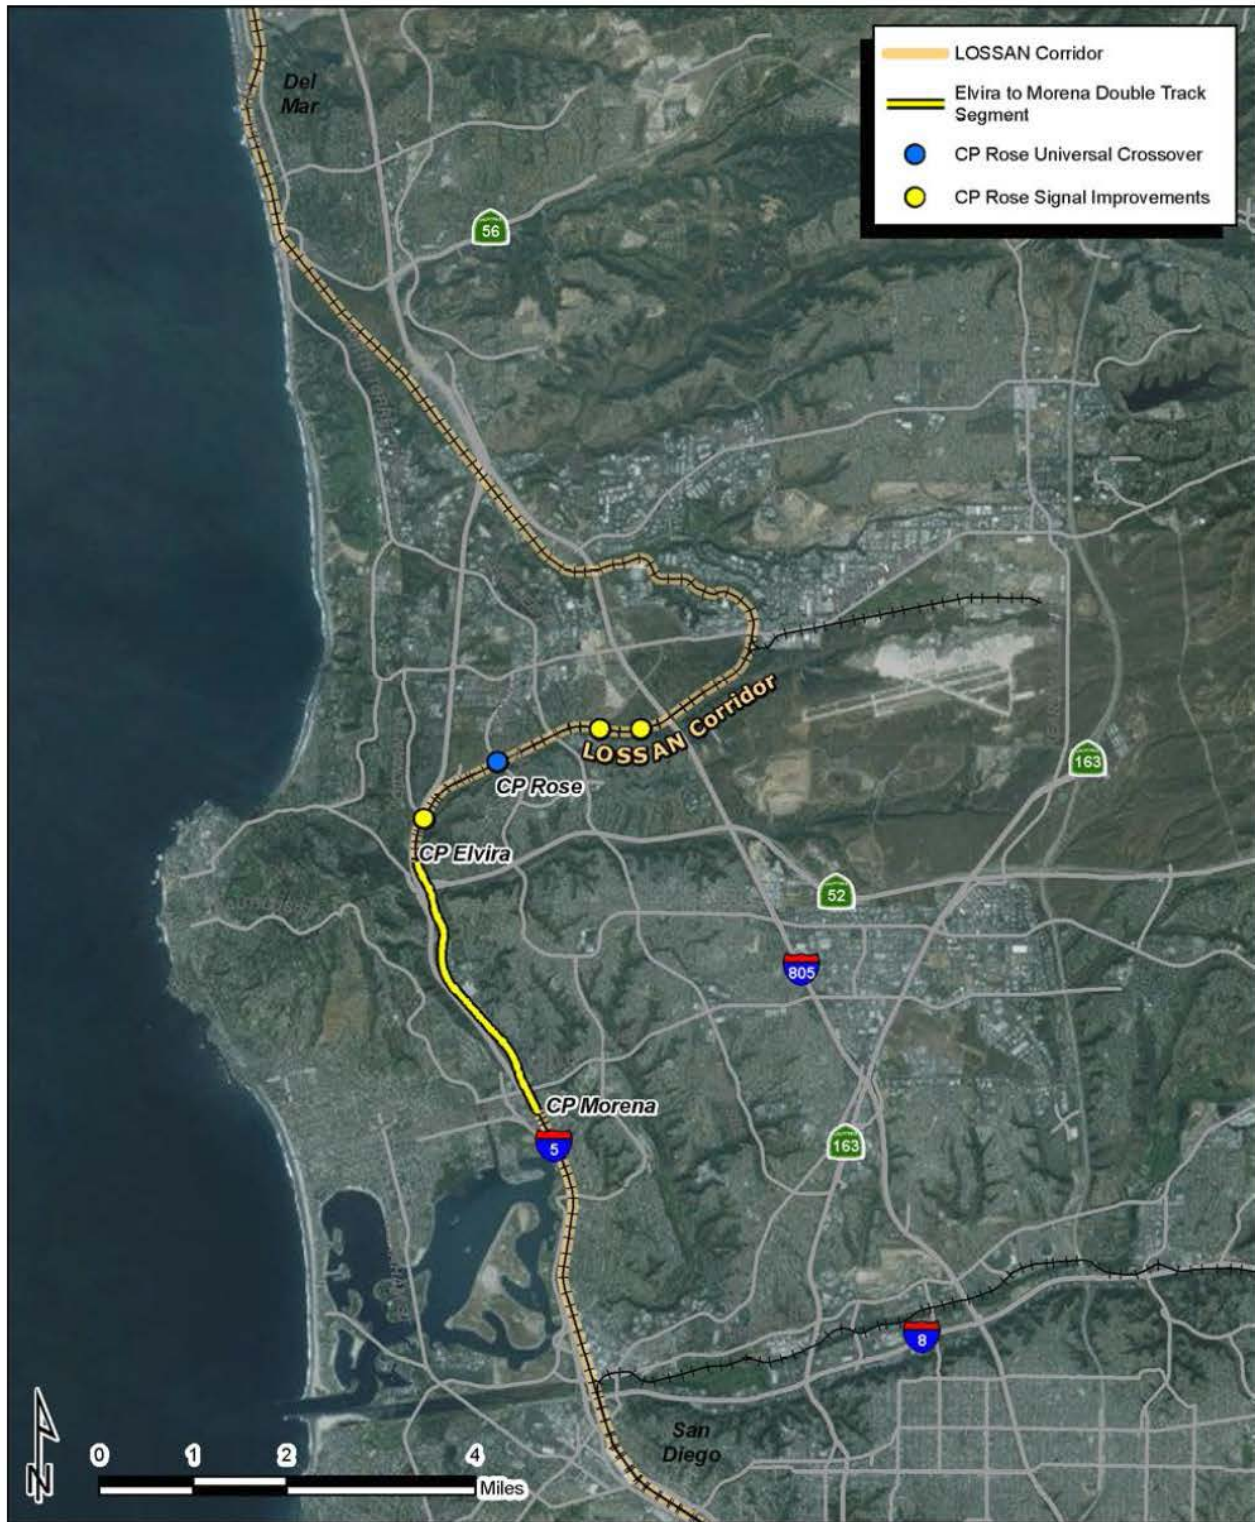 LOSSAN Corridor
Elvira to Morena Double Track
Segment
CP Rose Universal Crossover
CP Rose Signal Improvements
Del
Mar
56
LOSSAN Corridor
CP Rose
163
CP Elvira
52
805
CP Morena
5
163
8
San
Diego
0 1 2 4
Miles
N